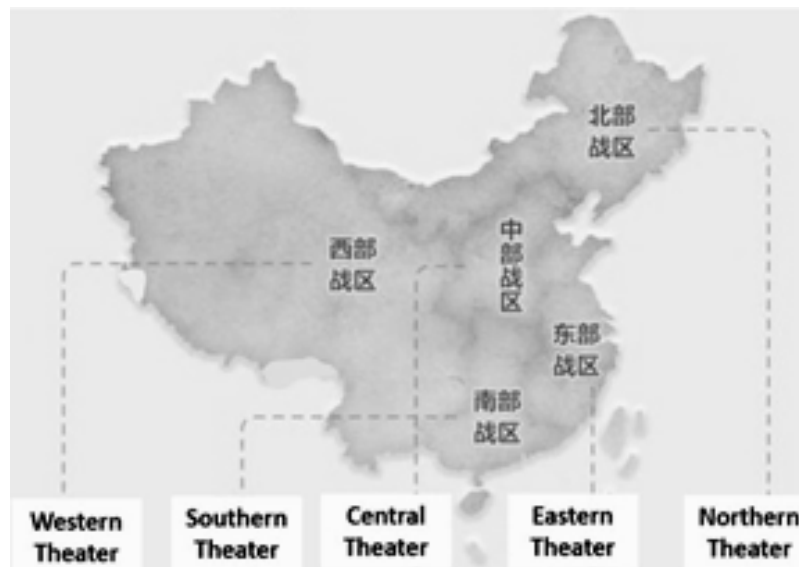 北部
战区
西部
战区
中部战区
东部
战区
南部
战区
Western
Theater
Southern
Theater
Central
Theater
Eastern
Theater
Northern
Theater